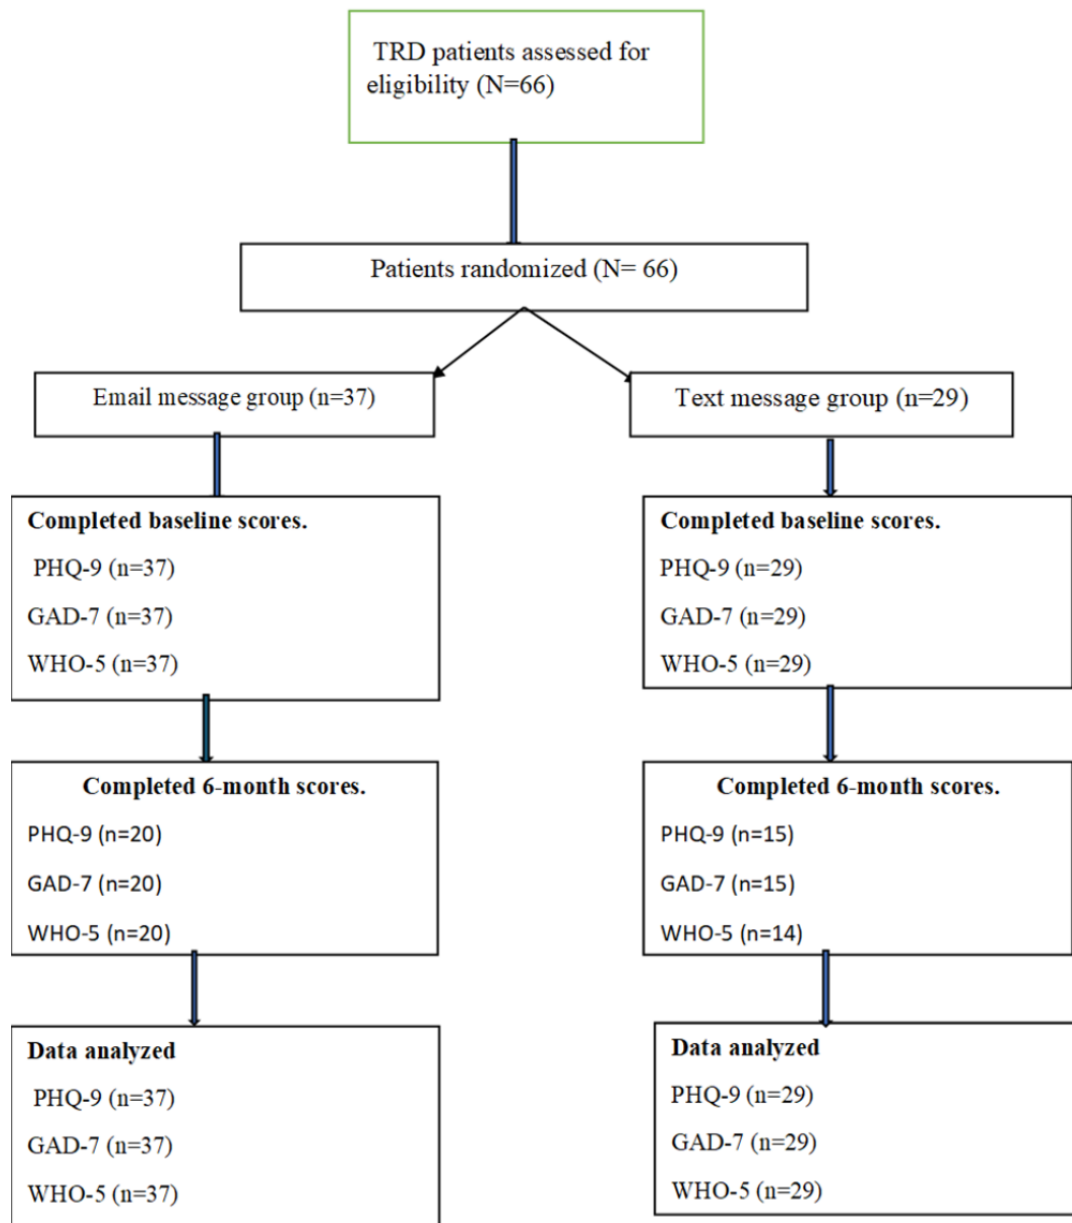 TRD patients assessed for
eligibility (N=66)
Patients randomized (N= 66)
Email message group (n=37)
Text message group (n=29)
Completed baseline scores.
PHQ-9 (n=37)
GAD-7 (n=37)
WHO-5 (n=37)
Completed baseline scores.
PHQ-9 (n=29)
GAD-7 (n=29)
WHO-5 (n=29)
Completed 6-month scores.
PHQ-9 (n=20)
GAD-7 (n=20)
WHO-5 (n=20)
Completed 6-month scores.
PHQ-9 (n=15)
GAD-7 (n=15)
WHO-5 (n=14)
Data analyzed
PHQ-9 (n=37)
GAD-7 (n=37)
WHO-5 (n=37)
Data analyzed
PHQ-9 (n=29)
GAD-7 (n=29)
WHO-5 (n=29)